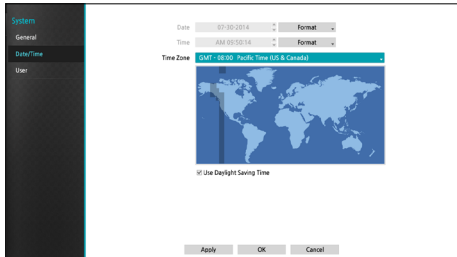 System
General
Date/Time
User
Date 07-30-2014 Format
Time AM 09:50:14 Format
Time Zone GMT - 08:00 Pacific Time (US & Canada)
Use Daylight Saving Time
Apply OK Cancel